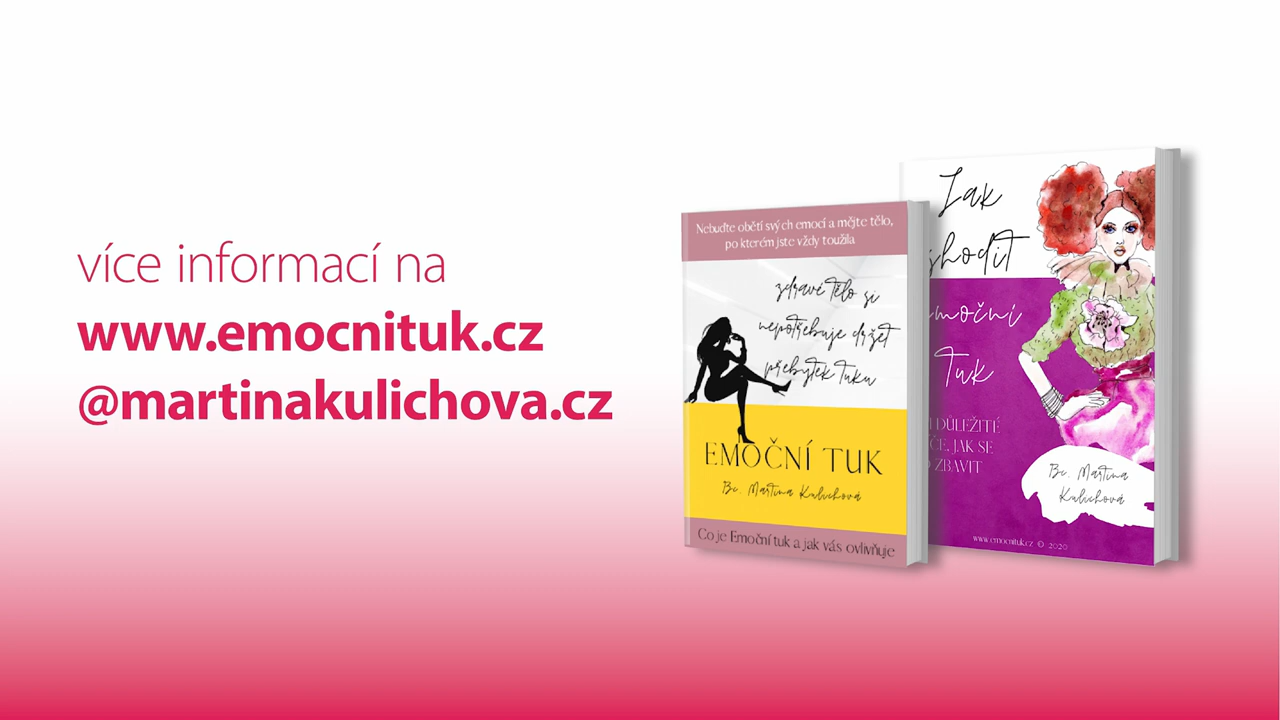 více informací na
www.emocnituk.cz
@martinakulichova.cz
Nebuďte obětí svých emocí a mějte tělo,
po kterém jste vždy toužila
zdravé tělo si
nepotřebuje držet
přebytek tuku
EMOČNÍ TUK
Bc. Martina Kulichová
Co je Emoční tuk a jak vás ovlivňuje
Jak
shodit
emoční
Tuk
DŮLEŽITÉ
JAK SE
ZBAVIT
Bc. Martina
Kulichová
www.emocnituk.cz © 2020